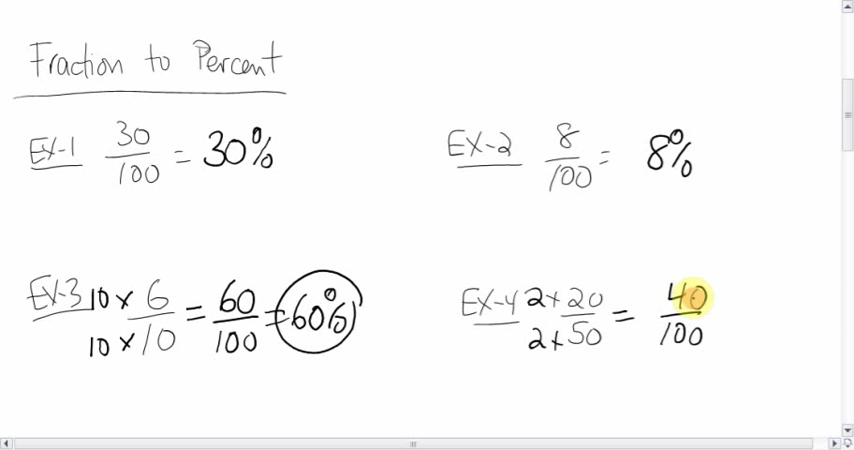 Fraction to Percent
EX-1 30/100 = 30%
EX-2 8/100 = 8%
EX-3 10 × 6 / 10 × 10 = 60/100 = 60%
EX-4 2 × 20 / 2 × 50 = 40/100